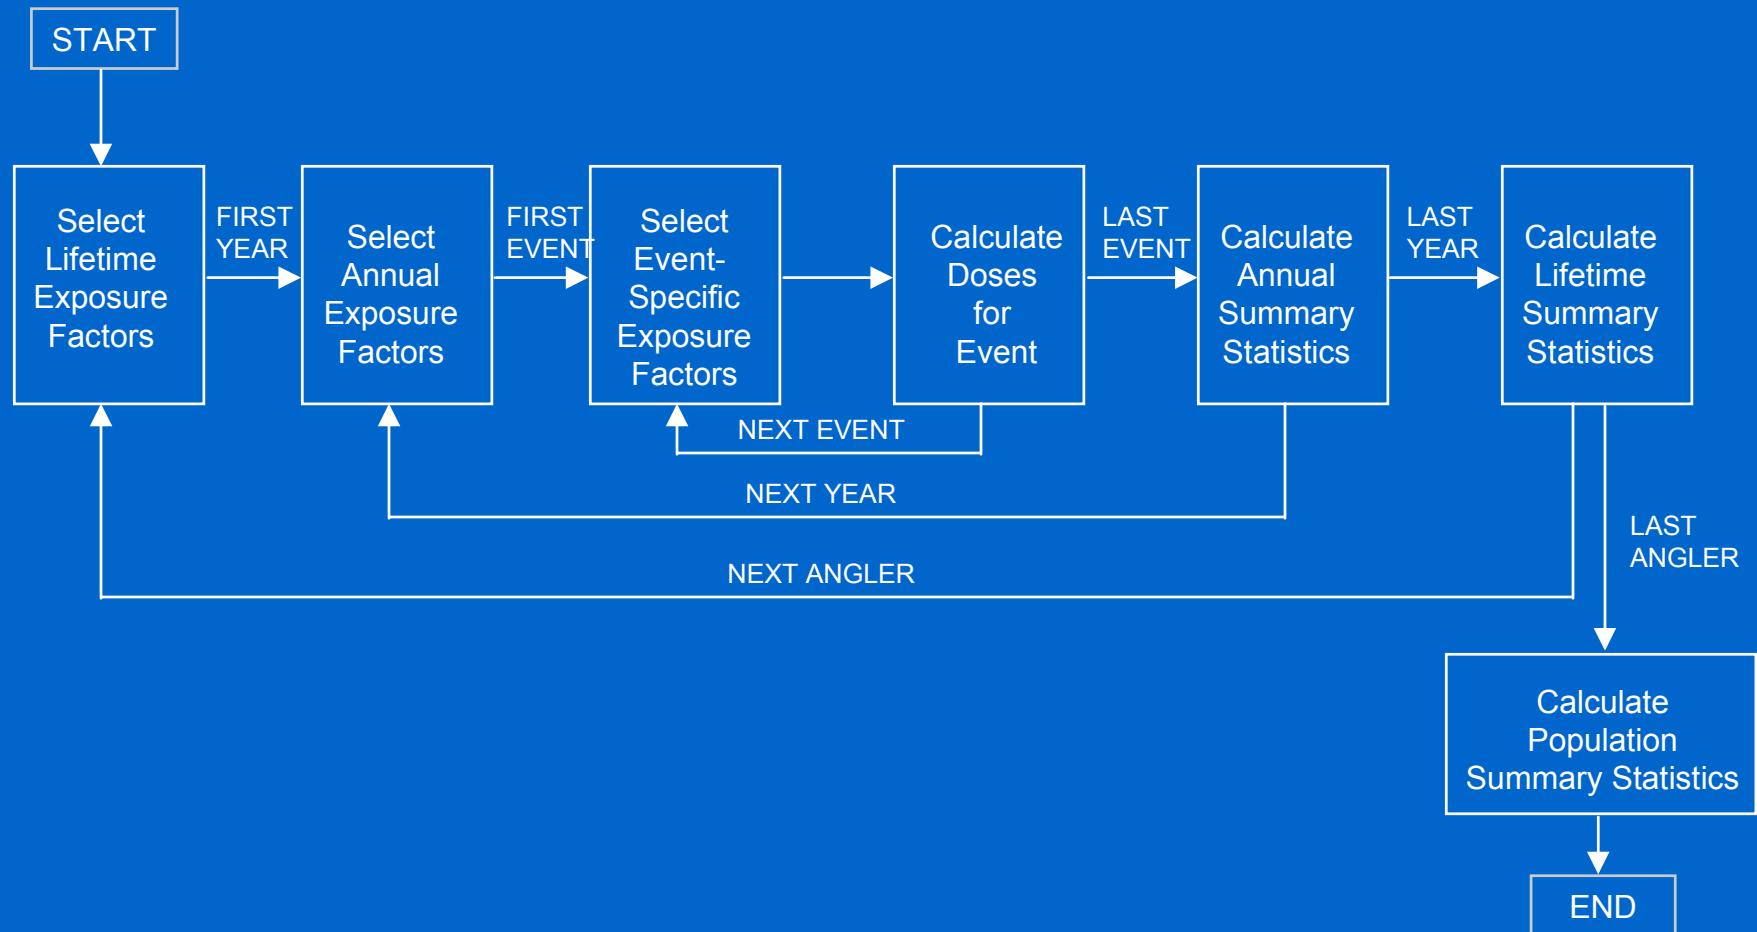 START
Select
Lifetime
Exposure
Factors
FIRST
YEAR
Select
Annual
Exposure
Factors
FIRST
EVENT
Select
Event-
Specific
Exposure
Factors
Calculate
Doses
for
Event
LAST
EVENT
Calculate
Annual
Summary
Statistics
LAST
YEAR
Calculate
Lifetime
Summary
Statistics
NEXT EVENT
NEXT YEAR
NEXT ANGLER
LAST
ANGLER
Calculate
Population
Summary Statistics
END